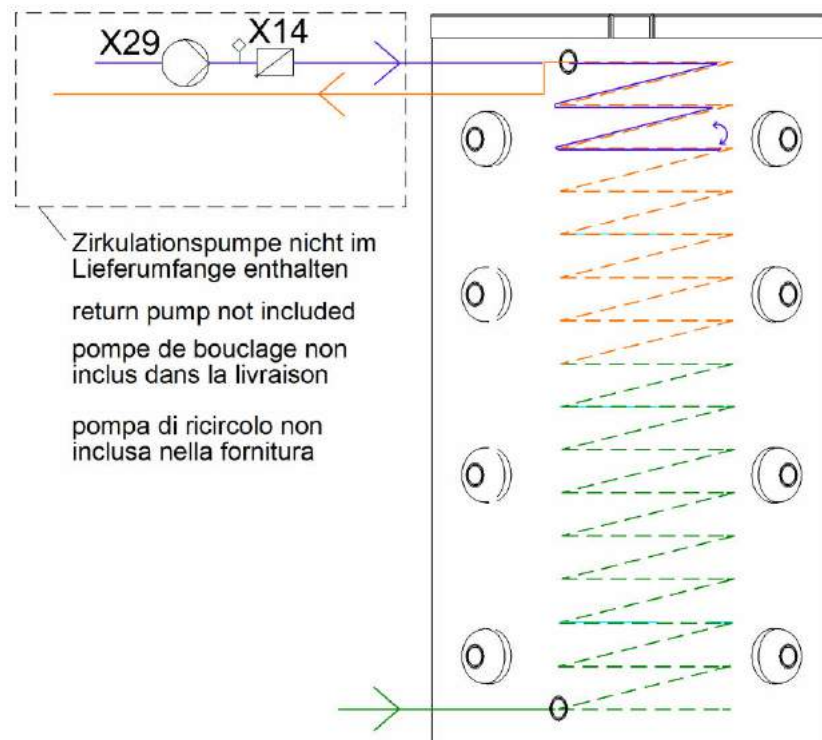 X29
X14
Zirkulationspumpe nicht im
Lieferumfange enthalten
return pump not included
pompe de bouclage non
inclus dans la livraison
pompa di ricircolo non
inclusa nella fornitura